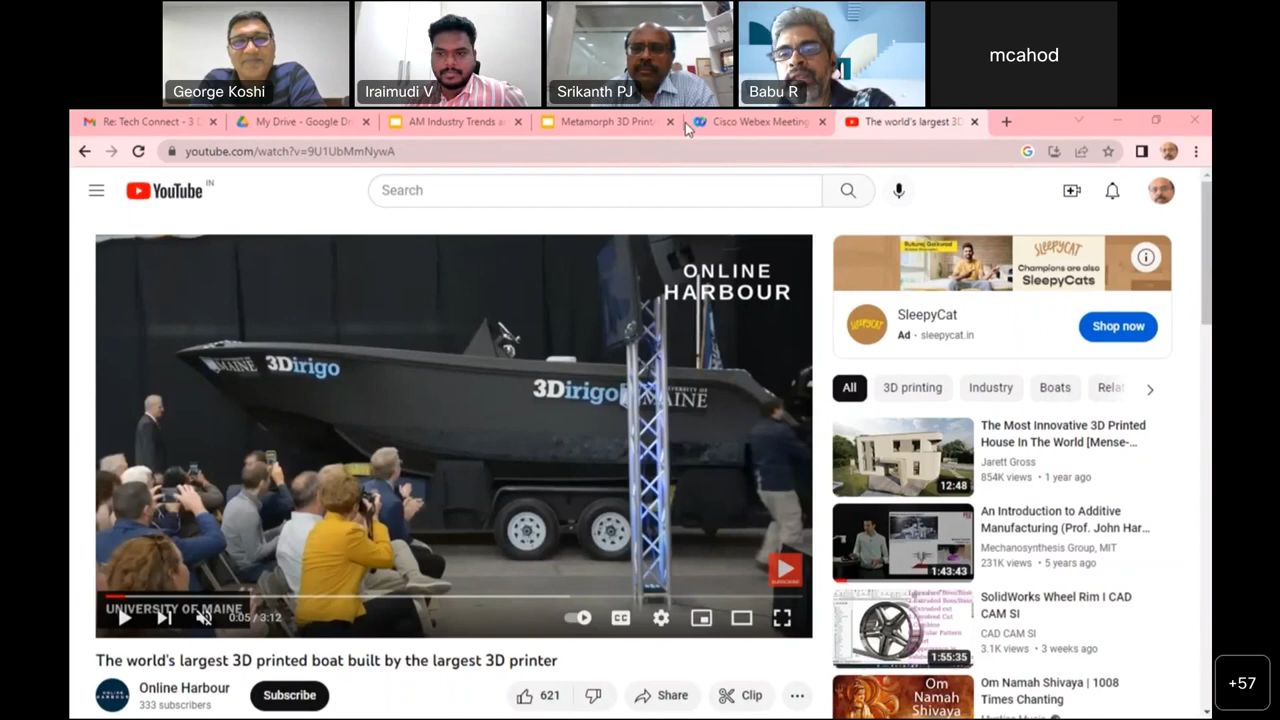 George Koshi
Iraimudi V
Srikanth PJ
Babu R
mcahod
Re: Tech Connect - 3
My Drive - Google Dr
AM Industry Trends a
Metamorph 3D Print
Cisco Webex Meeting
The world's largest 3D
youtube.com/watch?v=9U1UbMmNywA
YouTube IN
Search
ONLINE
HARBOUR
MAINE
3Dirigo
3Dirigo
MAINE
UNIVERSITY OF MAINE
0:05 / 3:12
CC
SUBSCRIBE
The world's largest 3D printed boat built by the largest 3D printer
Online Harbour
333 subscribers
Subscribe
621
Share
Clip
Ruturaj Gaikwad
SLEEPYCAT
Champions are also
SleepyCats
SLEEPYCAT
SleepyCat
Ad · sleepycat.in
Shop now
All
3D printing
Industry
Boats
Relat
The Most Innovative 3D Printed
House In The World [Mense-...
Jarett Gross
854K views · 1 year ago
12:48
An Introduction to Additive
Manufacturing (Prof. John Har...
Mechanosynthesis Group, MIT
231K views · 5 years ago
1:43:43
SolidWorks Wheel Rim I CAD
CAM SI
CAD CAM SI
3.1K views · 3 weeks ago
1:55:35
Om
Namah
Shivaya
Om Namah Shivaya | 1008
Times Chanting
+57